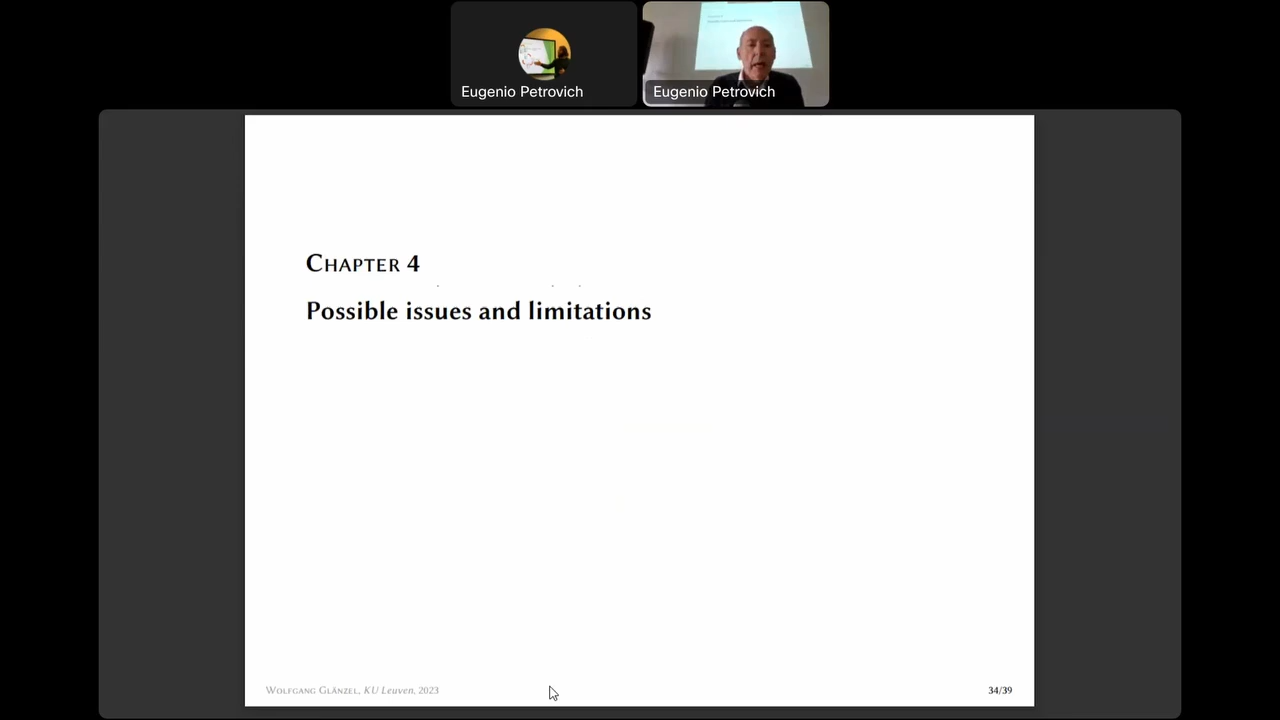 Eugenio Petrovich
Eugenio Petrovich
CHAPTER 4
Possible issues and limitations
WOLFGANG GLÄNZEL, KU Leuven, 2023
34/39